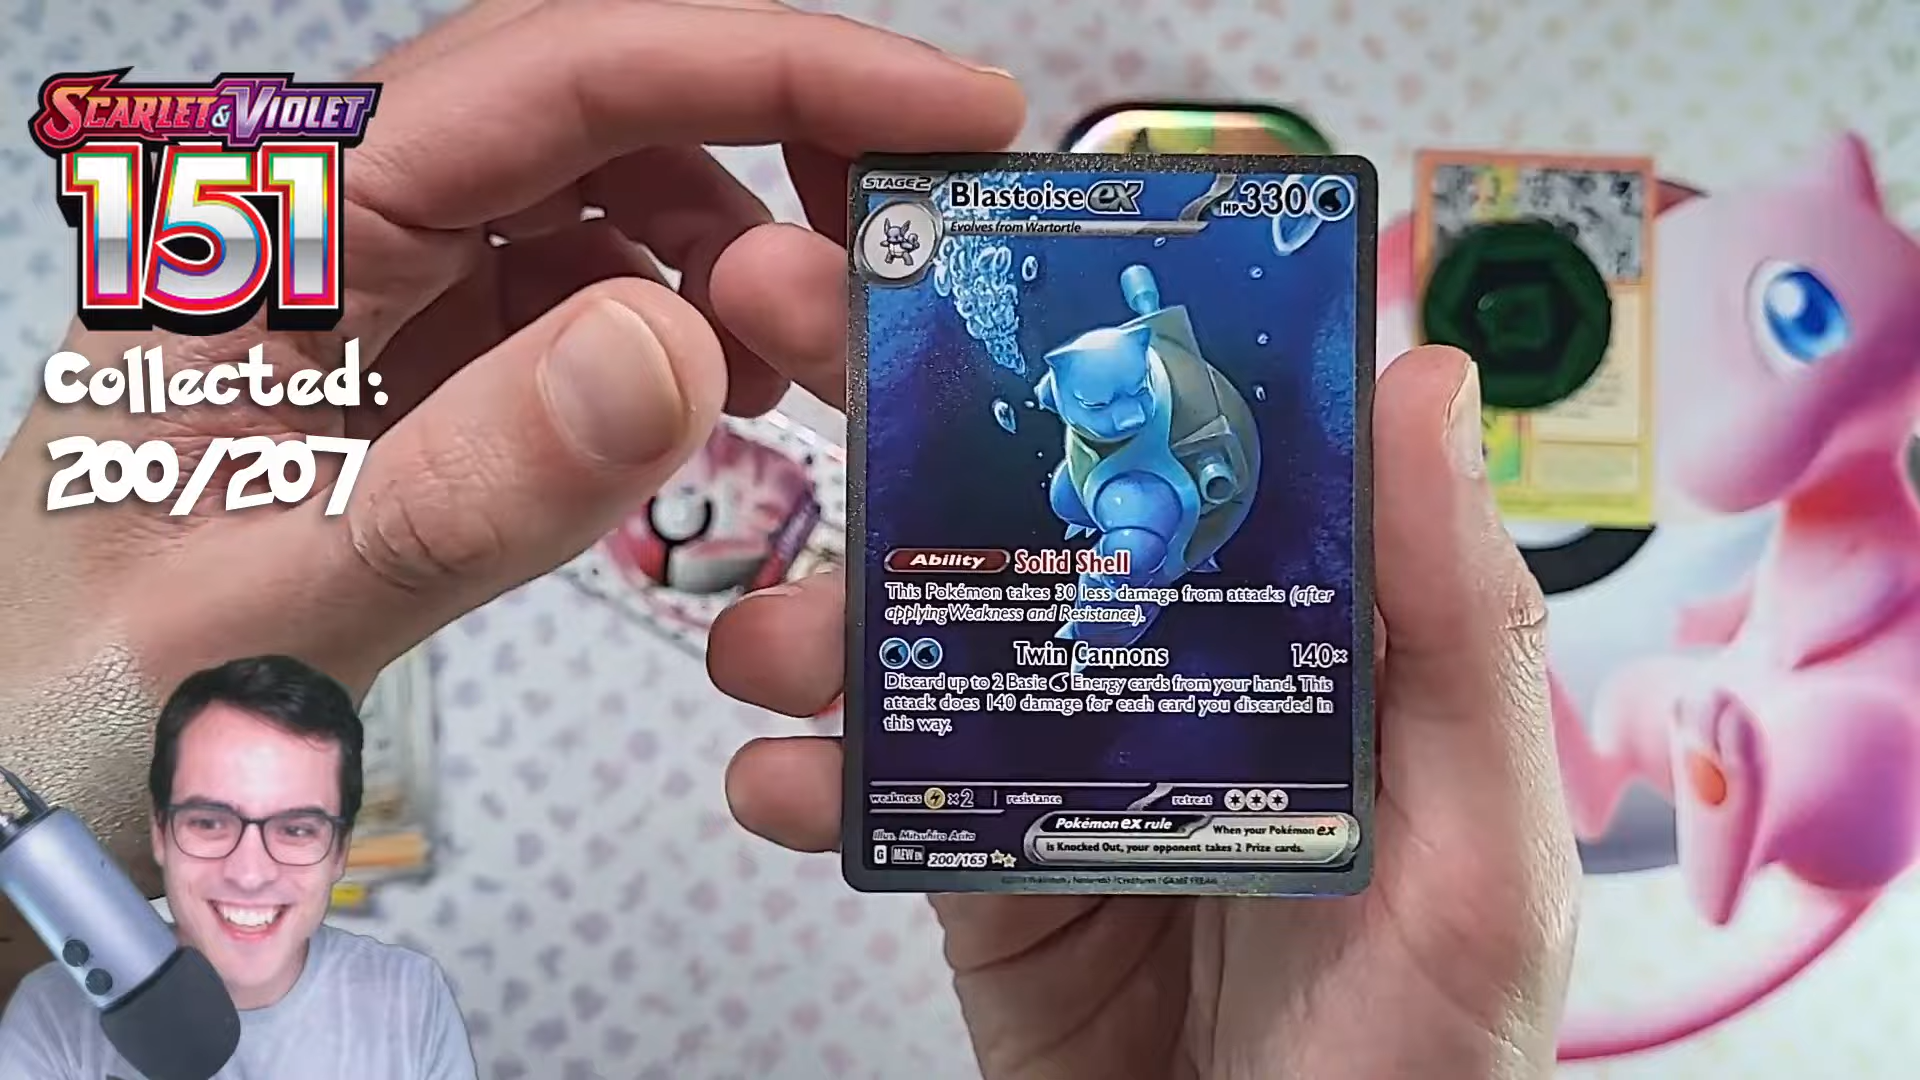 SCARLET & VIOLET
151
Collected:
200/207
STAGE2 Blastoise ex HP 330
Evolves from Wartortle
Ability Solid Shell
This Pokémon takes 30 less damage from attacks (after
applying Weakness and Resistance).
Twin Cannons 140×
Discard up to 2 Basic Energy cards from your hand. This
attack does 140 damage for each card you discarded in
this way.
weakness ×2 resistance retreat
Illus. Mitsuhiro Arita
Pokémon ex rule When your Pokémon ex
is Knocked Out, your opponent takes 2 Prize cards.
G MEW EN 200/165